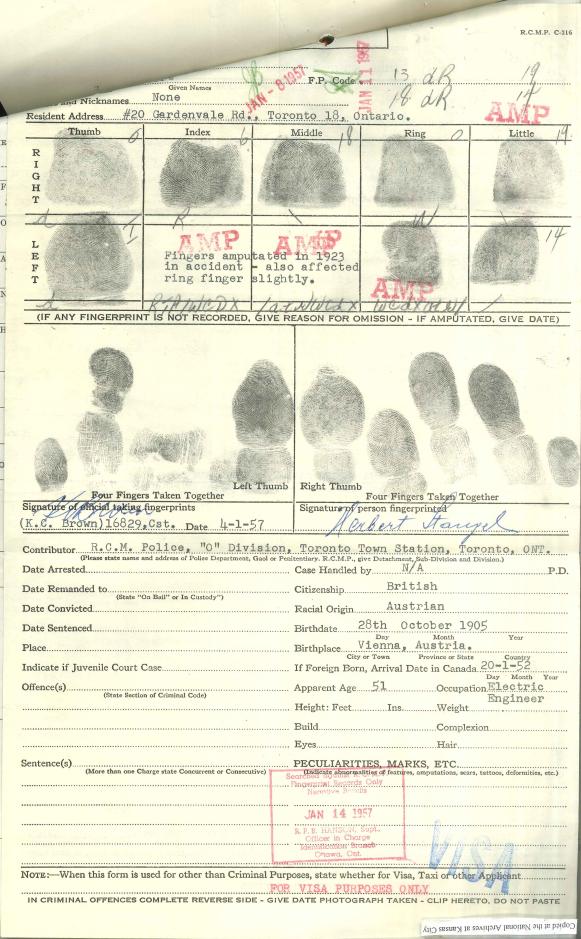 R.C.M.P. C-116
Given Names
F.P. Code
13 dR 19
and Nicknames None
18 dR 14
JAN - 8 1957
JAN 11 1957
AMP
Resident Address #20 Gardenvale Rd., Toronto 18, Ontario.
Thumb Index Middle Ring Little
RIGHT
LEFT
AMP AMP
Fingers amputated in 1923
in accident - also affected
ring finger slightly.
AMP
14
(IF ANY FINGERPRINT IS NOT RECORDED, GIVE REASON FOR OMISSION - IF AMPUTATED, GIVE DATE)
Left Thumb Right Thumb
Four Fingers Taken Together Four Fingers Taken Together
Signature of official taking fingerprints Signature of person fingerprinted
(K.C. Brown)16829,Cst. Date 4-1-57 Herbert Stangel
Contributor R.C.M. Police, "O" Division, Toronto Town Station, Toronto, ONT.
(Please state name and address of Police Department, Gaol or Penitentiary. R.C.M.P., give Detachment, Sub-Division and Division.)
Date Arrested Case Handled by N/A P.D.
Date Remanded to Citizenship British
(State "On Bail" or In Custody")
Date Convicted Racial Origin Austrian
Date Sentenced Birthdate 28th October 1905
Day Month Year
Place Birthplace Vienna, Austria.
City or Town Province or State Country
Indicate if Juvenile Court Case If Foreign Born, Arrival Date in Canada 20-1-52
Day Month Year
Offence(s) Apparent Age 51 Occupation Electric
(State Section of Criminal Code) Engineer
Height: Feet Ins. Weight
Build Complexion
Eyes Hair
Sentence(s) PECULIARITIES, MARKS, ETC.
(More than one Charge state Concurrent or Consecutive) (Indicate abnormalities of features, amputations, scars, tattoos, deformities, etc.)
Fingerprint Records Only
JAN 14 1957
R. P. B. HANSON, Supt.
Officer in Charge
Identification Branch
Ottawa, Ont.
VISA
NOTE:—When this form is used for other than Criminal Purposes, state whether for Visa, Taxi or other Applicant
FOR VISA PURPOSES ONLY
IN CRIMINAL OFFENCES COMPLETE REVERSE SIDE - GIVE DATE PHOTOGRAPH TAKEN - CLIP HERETO, DO NOT PASTE
Copied at the National Archives at Kansas City